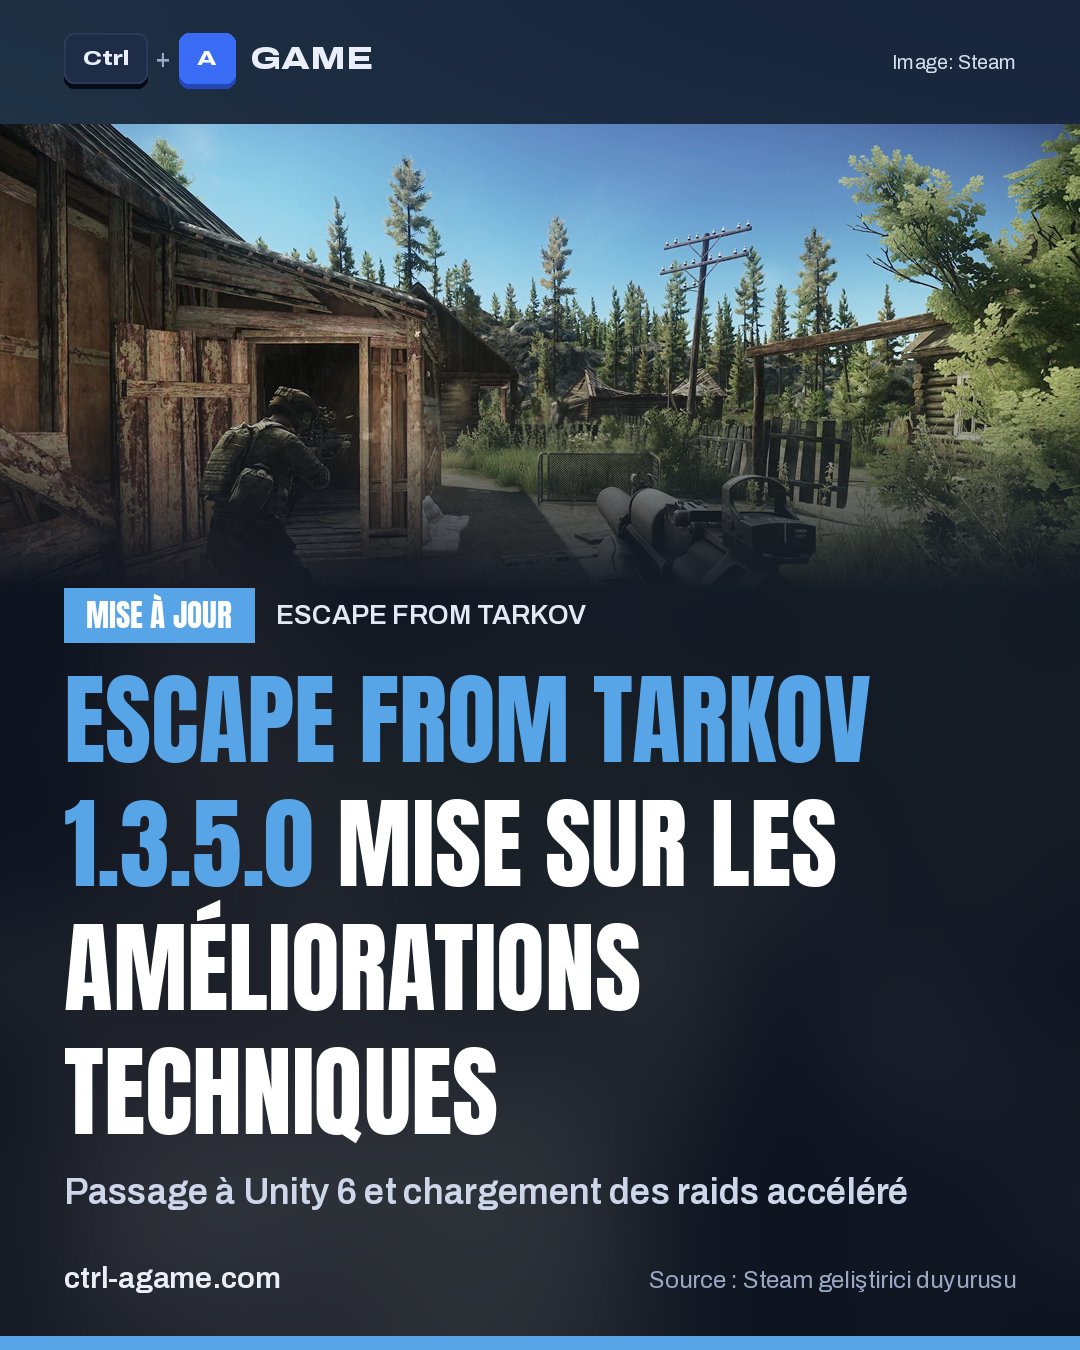 Ctrl + A GAME
Image: Steam
MISE À JOUR
ESCAPE FROM TARKOV
ESCAPE FROM TARKOV
1.3.5.0 MISE SUR LES
AMÉLIORATIONS
TECHNIQUES
Passage à Unity 6 et chargement des raids accéléré
ctrl-agame.com
Source : Steam geliştirici duyurusu